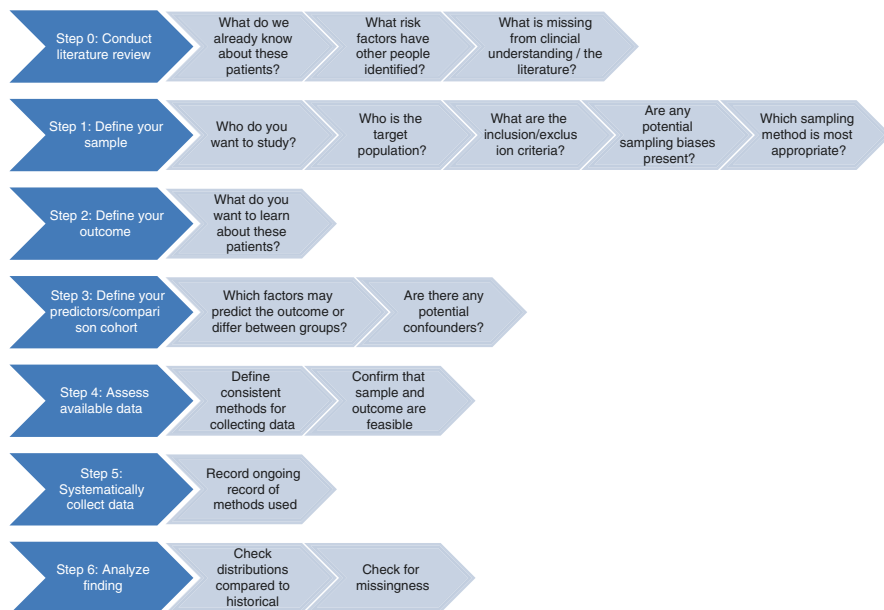 Step 0: Conduct
literature review
What do we
already know
about these
patients?
What risk
factors have
other people
identified?
What is missing
from clincial
understanding / the
literature?
Step 1: Define your
sample
Who do you
want to study?
Who is the
target
population?
What are the
inclusion/exclus
ion criteria?
Are any
potential
sampling biases
present?
Which sampling
method is most
appropriate?
Step 2: Define your
outcome
What do you
want to learn
about these
patients?
Step 3: Define your
predictors/compari
son cohort
Which factors may
predict the outcome or
differ between groups?
Are there any
potential
confounders?
Step 4: Assess
available data
Define
consistent
methods for
collecting data
Confirm that
sample and
outcome are
feasible
Step 5:
Systematically
collect data
Record ongoing
record of
methods used
Step 6: Analyze
finding
Check
distributions
compared to
historical
Check for
missingness